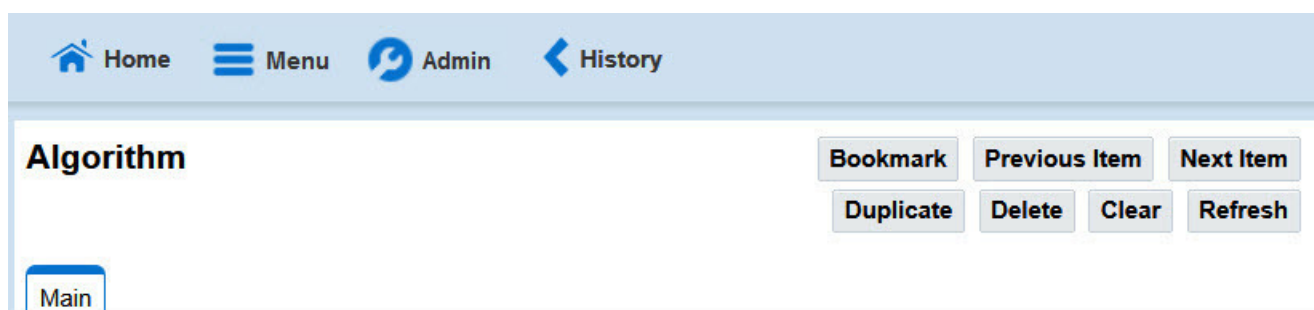 Home Menu Admin History
Algorithm Bookmark Previous Item Next Item
Duplicate Delete Clear Refresh
Main